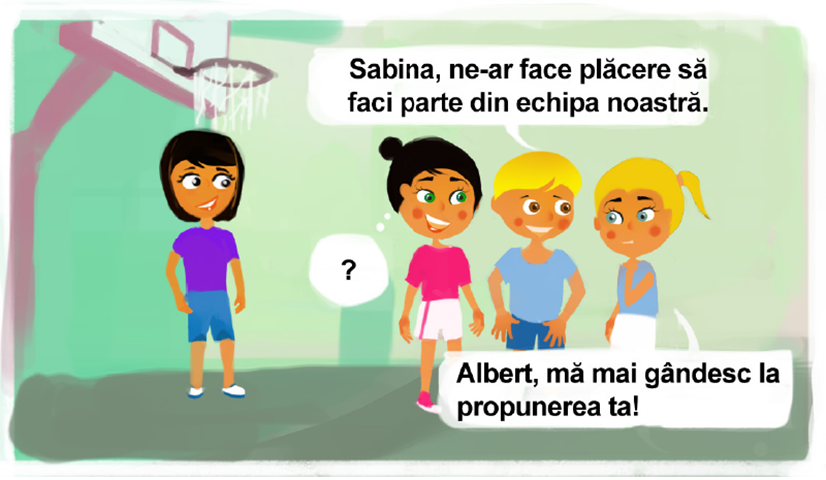 Sabina, ne-ar face plăcere să
faci parte din echipa noastră.
?
Albert, mă mai gândesc la
propunerea ta!